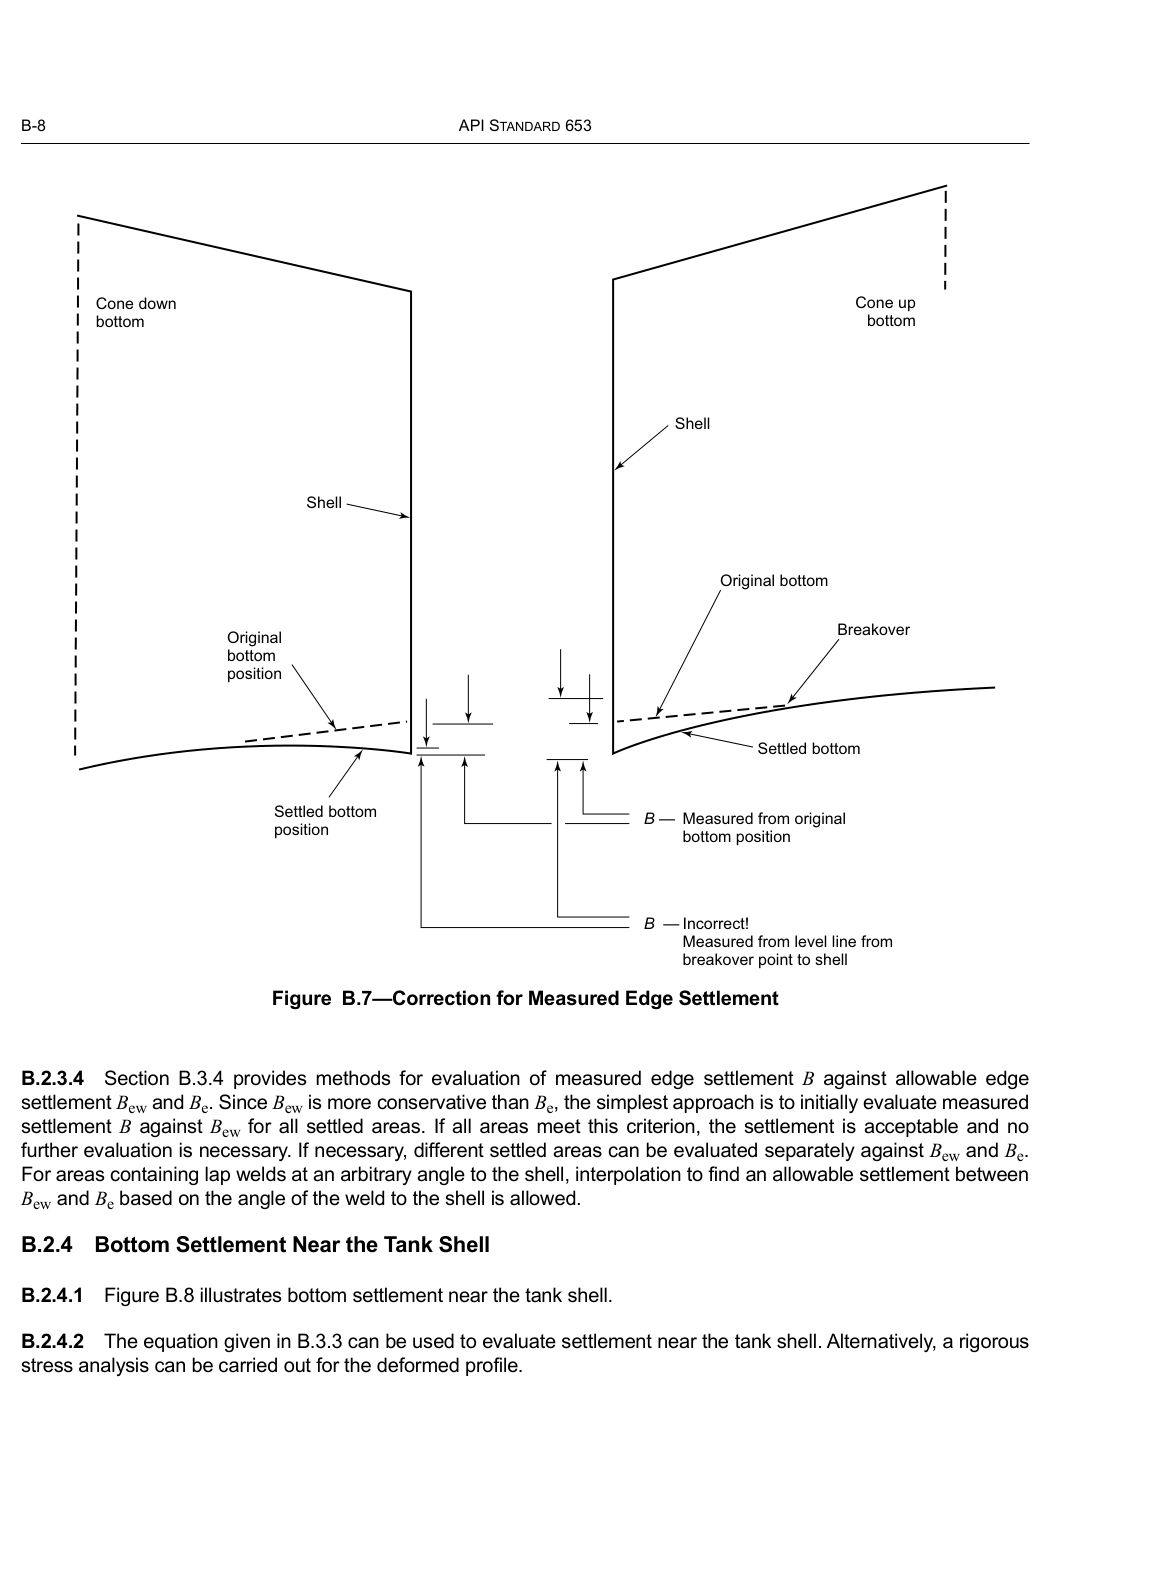 B-8 API STANDARD 653
Cone down
bottom
Cone up
bottom
Shell
Shell
Original bottom
Breakover
Original
bottom
position
Settled bottom
Settled bottom
position
B — Measured from original
bottom position
B — Incorrect!
Measured from level line from
breakover point to shell
Figure B.7—Correction for Measured Edge Settlement
B.2.3.4 Section B.3.4 provides methods for evaluation of measured edge settlement B against allowable edge
settlement Bew and Be. Since Bew is more conservative than Be, the simplest approach is to initially evaluate measured
settlement B against Bew for all settled areas. If all areas meet this criterion, the settlement is acceptable and no
further evaluation is necessary. If necessary, different settled areas can be evaluated separately against Bew and Be.
For areas containing lap welds at an arbitrary angle to the shell, interpolation to find an allowable settlement between
Bew and Be based on the angle of the weld to the shell is allowed.
B.2.4 Bottom Settlement Near the Tank Shell
B.2.4.1 Figure B.8 illustrates bottom settlement near the tank shell.
B.2.4.2 The equation given in B.3.3 can be used to evaluate settlement near the tank shell. Alternatively, a rigorous
stress analysis can be carried out for the deformed profile.